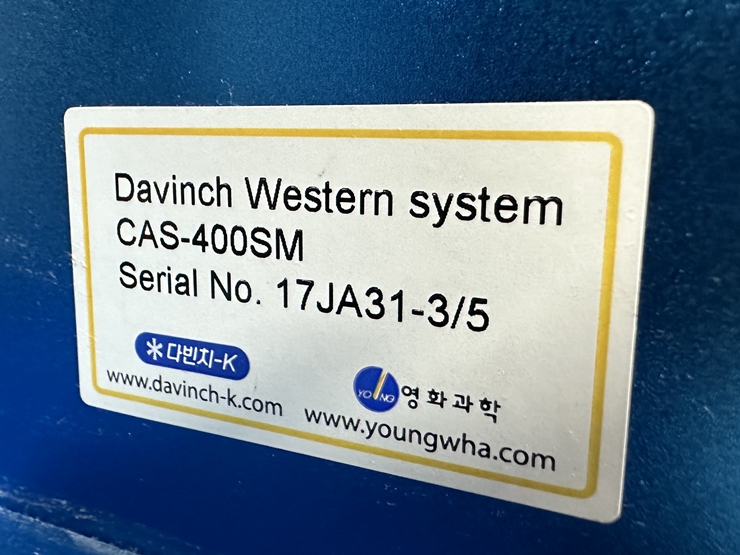 Davinch Western system
CAS-400SM
Serial No. 17JA31-3/5
다빈치-K
www.davinch-k.com
YOUNG 영화과학
www.youngwha.com